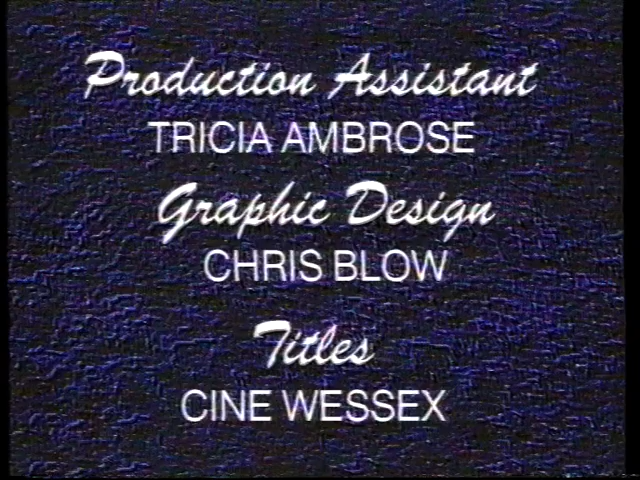 Production Assistant
TRICIA AMBROSE
Graphic Design
CHRIS BLOW
Titles
CINE WESSEX